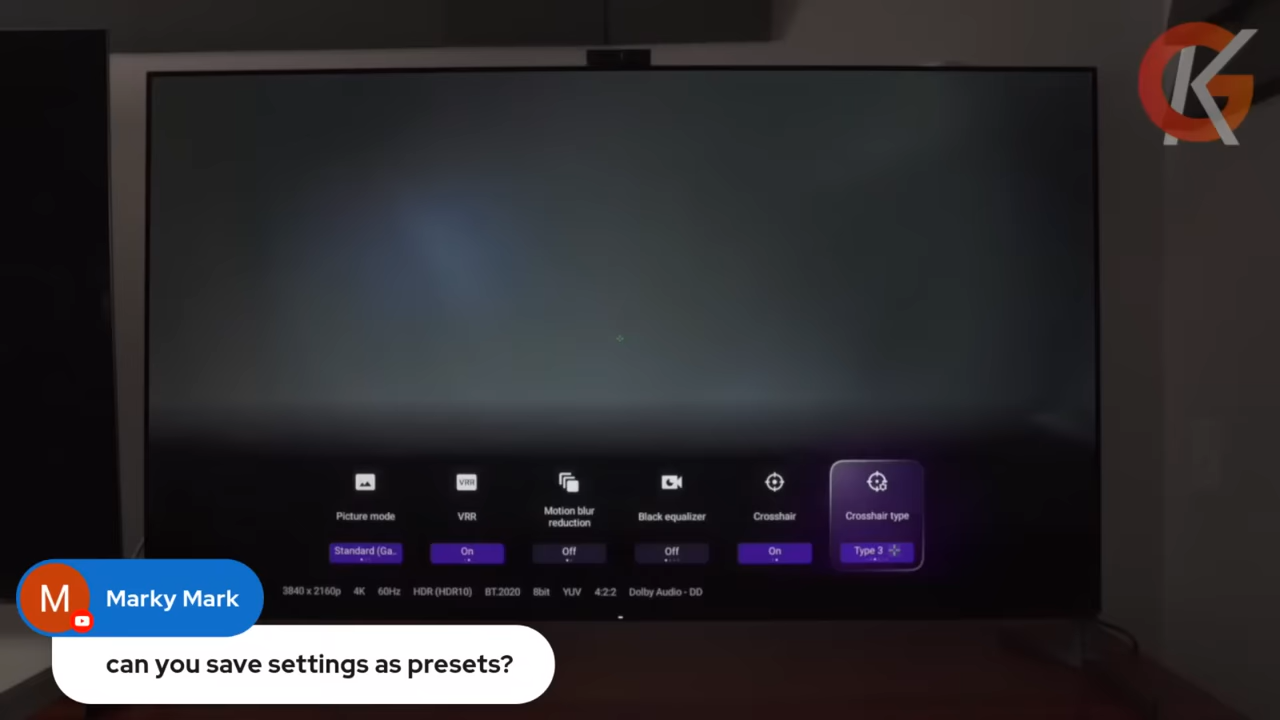 GK
Picture mode
VRR
VRR
Motion blur
reduction
Black equalizer
Crosshair
Crosshair type
Standard (Ga..
On
Off
Off
On
Type 3
3840 x 2160p 4K 60Hz HDR (HDR10) BT.2020 8bit YUV 4:2:2 Dolby Audio - DD
M
Marky Mark
can you save settings as presets?